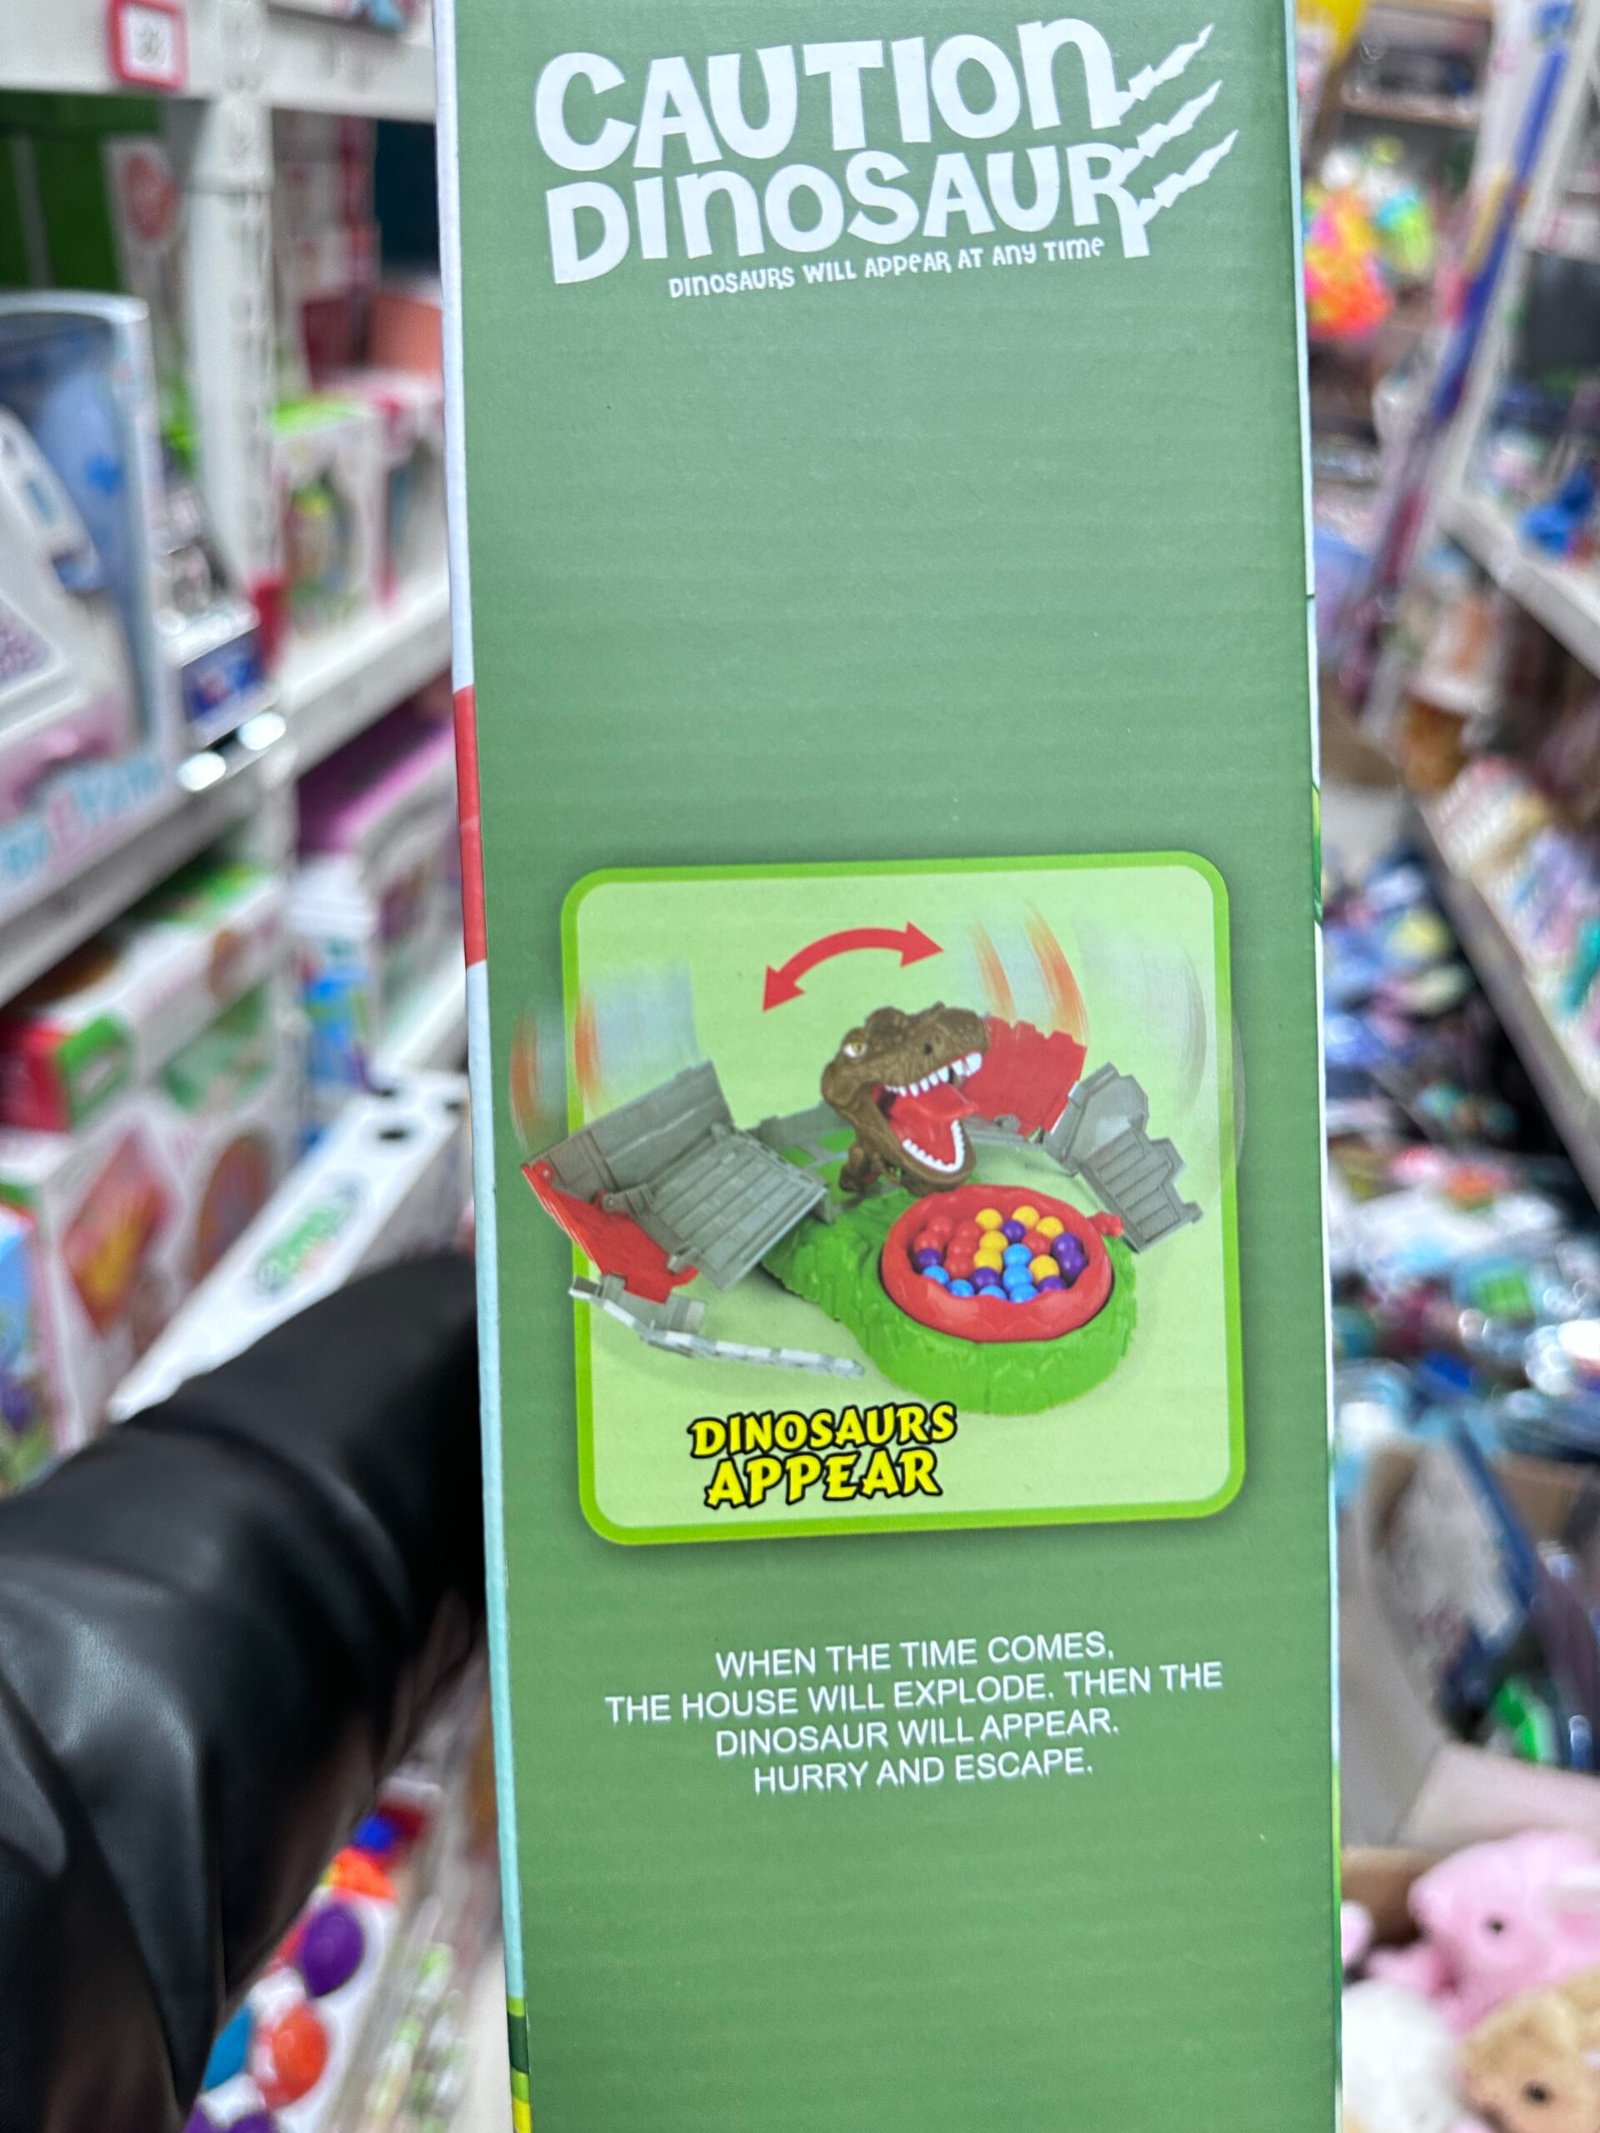 CAUTION
DINOSAUR
DINOSAURS WILL APPEAR AT ANY TIME
DINOSAURS
APPEAR
WHEN THE TIME COMES,
THE HOUSE WILL EXPLODE. THEN THE
DINOSAUR WILL APPEAR.
HURRY AND ESCAPE.